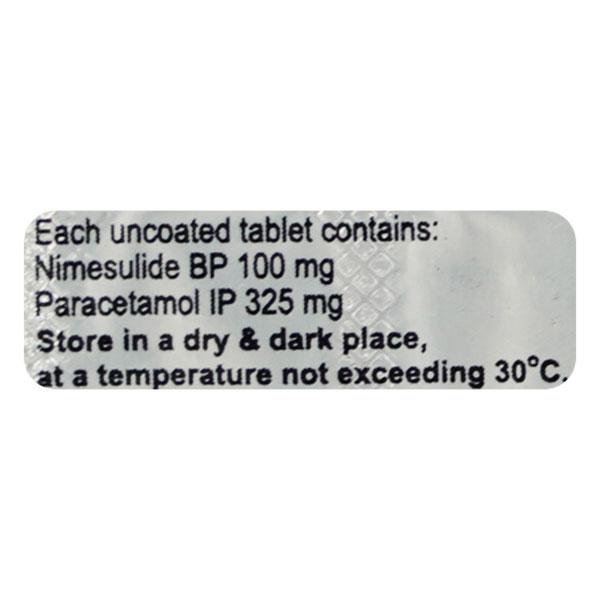 Each uncoated tablet contains:
Nimesulide BP 100 mg
Paracetamol IP 325 mg
Store in a dry & dark place,
at a temperature not exceeding 30°C.